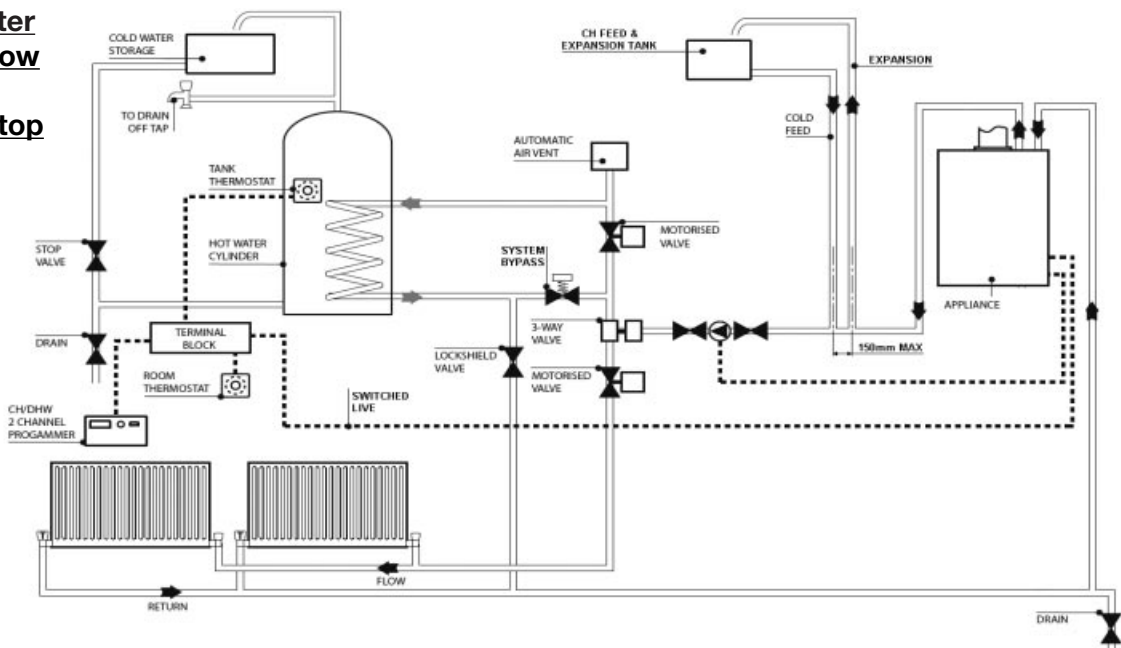 ter
ow
top
COLD WATER
STORAGE
TO DRAIN
OFF TAP
CH FEED &
EXPANSION TANK
EXPANSION
COLD
FEED
AUTOMATIC
AIR VENT
TANK
THERMOSTAT
STOP
VALVE
HOT WATER
CYLINDER
SYSTEM
BYPASS
MOTORISED
VALVE
APPLIANCE
DRAIN
TERMINAL
BLOCK
3-WAY
VALVE
150mm MAX
LOCKSHIELD
VALVE
MOTORISED
VALVE
ROOM
THERMOSTAT
SWITCHED
LIVE
CH/DHW
2 CHANNEL
PROGAMMER
FLOW
RETURN
DRAIN